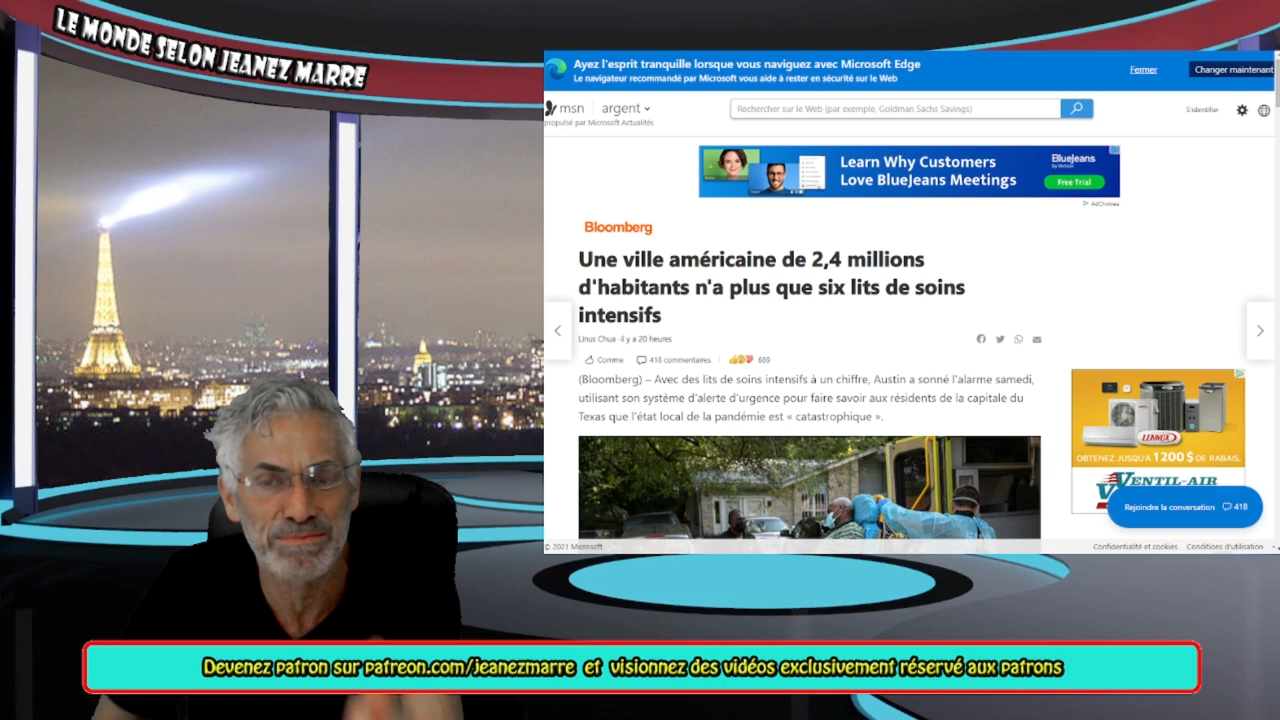 LE MONDE SELON JEANEZ MARRE
Ayez l'esprit tranquille lorsque vous naviguez avec Microsoft Edge
Le navigateur recommandé par Microsoft vous aide à rester en sécurité sur le Web
Fermer
Changer maintenant
msn
argent
propulsé par Microsoft Actualités
Rechercher sur le Web (par exemple, Goldman Sachs Savings)
S'identifier
Learn Why Customers
Love BlueJeans Meetings
BlueJeans
by Verizon
Free Trial
AdChoices
Bloomberg
Une ville américaine de 2,4 millions
d'habitants n'a plus que six lits de soins
intensifs
Linus Chua · il y a 20 heures
Comme
418 commentaires
689
(Bloomberg) – Avec des lits de soins intensifs à un chiffre, Austin a sonné l'alarme samedi,
utilisant son système d'alerte d'urgence pour faire savoir aux résidents de la capitale du
Texas que l'état local de la pandémie est « catastrophique ».
LENNOX
OBTENEZ JUSQU'À 1200 $ DE RABAIS.
VENTIL-AIR
Rejoindre la conversation 418
© 2021 Microsoft
Confidentialité et cookies
Conditions d'utilisation
Devenez patron sur patreon.com/jeanezmarre et visionnez des vidéos exclusivement réservé aux patrons